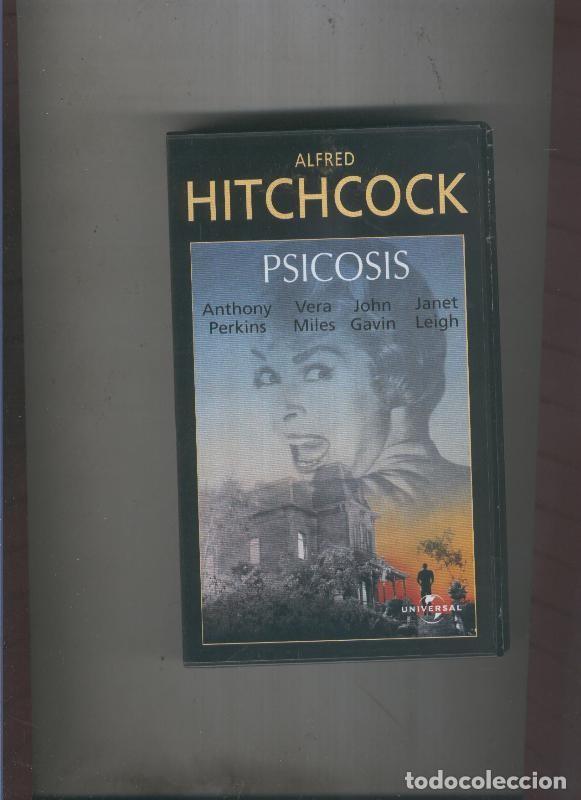 ALFRED
HITCHCOCK
PSICOSIS
Anthony Perkins
Vera Miles
John Gavin
Janet Leigh
UNIVERSAL
todocoleccion